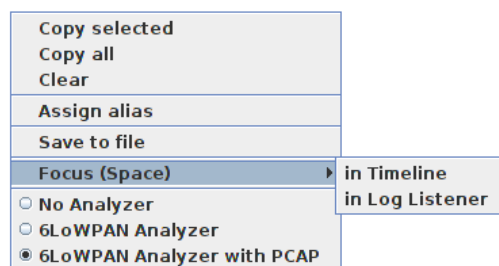 Copy selected
Copy all
Clear
Assign alias
Save to file
Focus (Space)
in Timeline
in Log Listener
No Analyzer
6LoWPAN Analyzer
6LoWPAN Analyzer with PCAP